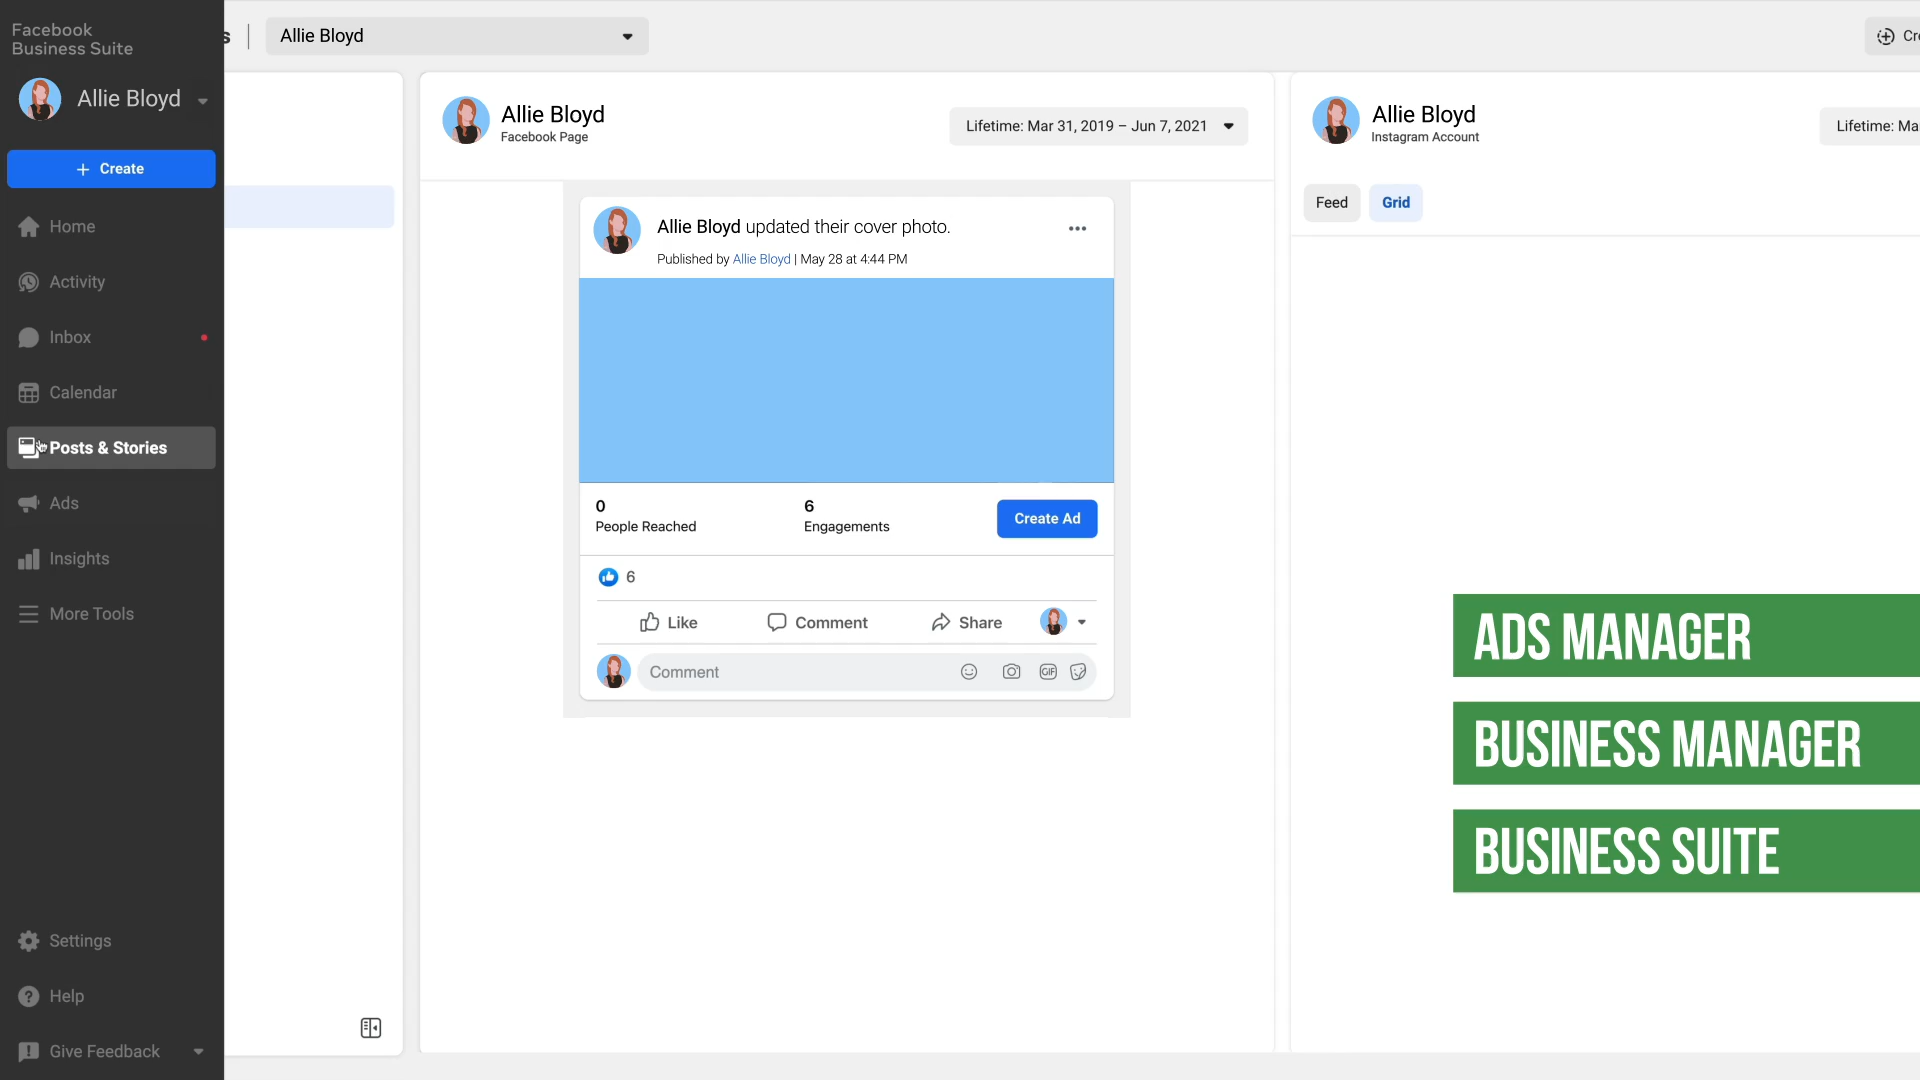 Facebook
Business Suite
Allie Bloyd
Create
Home
Activity
Inbox
Calendar
Posts & Stories
Ads
Insights
More Tools
Settings
Help
Give Feedback
s
Allie Bloyd
Cre
Allie Bloyd
Facebook Page
Lifetime: Mar 31, 2019 – Jun 7, 2021
Allie Bloyd updated their cover photo.
Published by Allie Bloyd | May 28 at 4:44 PM
0
People Reached
6
Engagements
Create Ad
6
Like
Comment
Share
Comment
GIF
Allie Bloyd
Instagram Account
Lifetime: Ma
Feed
Grid
ADS MANAGER
BUSINESS MANAGER
BUSINESS SUITE